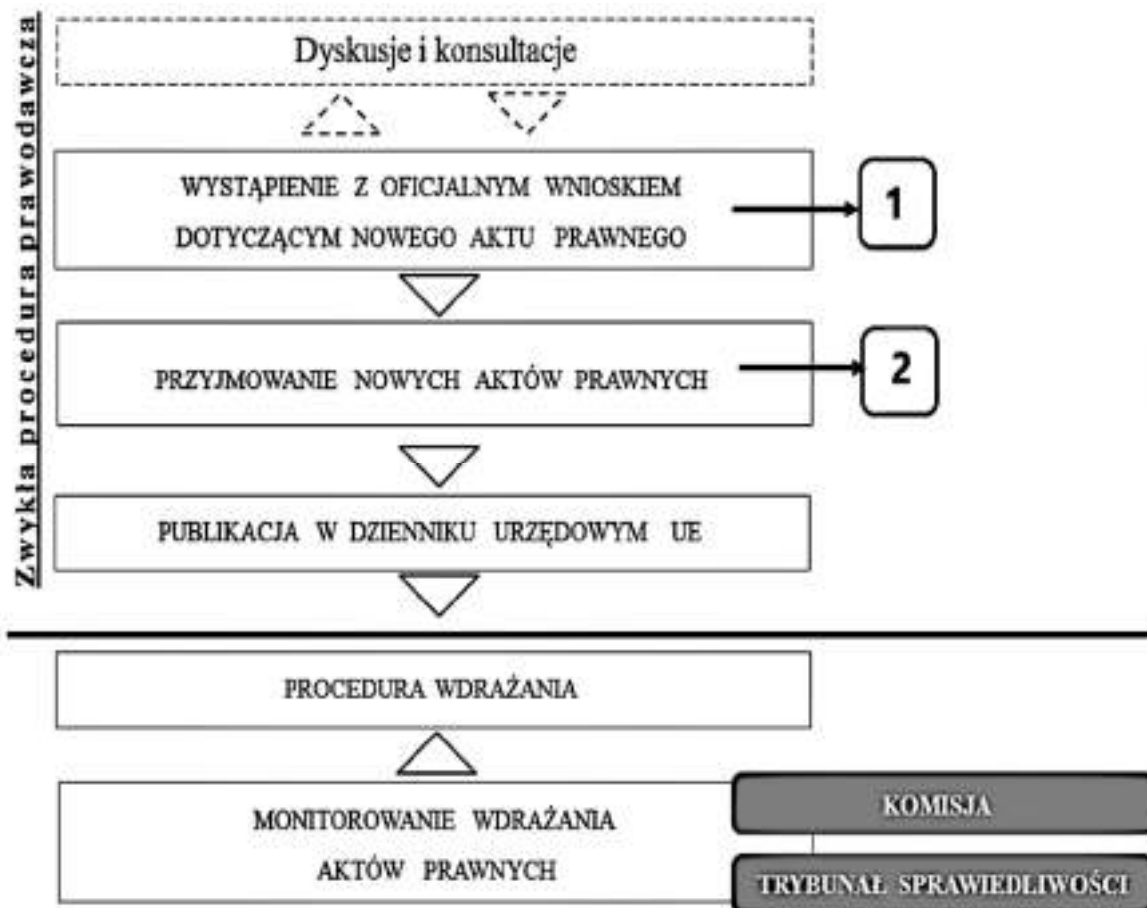 Zwykła procedura prawodawcza
Dyskusje i konsultacje
WYSTĄPIENIE Z OFICJALNYM WNIOSKIEM
DOTYCZĄCYM NOWEGO AKTU PRAWNEGO
1
PRZYJMOWANIE NOWYCH AKTÓW PRAWNYCH
2
PUBLIKACJA W DZIENNIKU URZĘDOWYM UE
PROCEDURA WDRAŻANIA
MONITOROWANIE WDRAŻANIA
AKTÓW PRAWNYCH
KOMISJA
TRYBUNAŁ SPRAWIEDLIWOŚCI